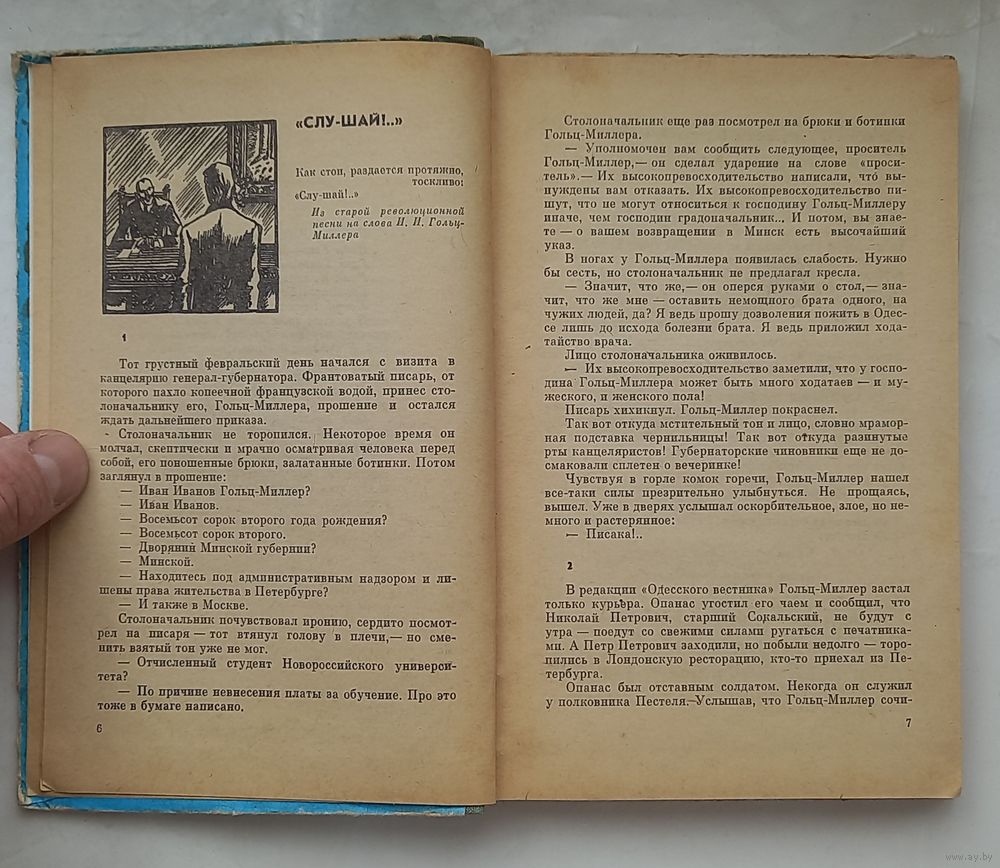 «СЛУ-ШАЙ!..»
Как стон, раздается протяжно,
тоскливо:
«Слу-шай!..»
Из старой революционной
песни на слова И. И. Гольц-
Миллера
1
Тот грустный февральский день начался с визита в
канцелярию генерал-губернатора. Франтоватый писарь, от
которого пахло копеечной французской водой, принес сто-
лоначальнику его, Гольц-Миллера, прошение и остался
ждать дальнейшего приказа.
Столоначальник не торопился. Некоторое время он
молчал, скептически и мрачно осматривая человека перед
собой, его поношенные брюки, залатанные ботинки. Потом
заглянул в прошение:
— Иван Иванов Гольц-Миллер?
— Иван Иванов.
— Восемьсот сорок второго года рождения?
— Восемьсот сорок второго.
— Дворянин Минской губернии?
— Минской.
— Находитесь под административным надзором и ли-
шены права жительства в Петербурге?
— И также в Москве.
Столоначальник почувствовал иронию, сердито посмот-
рел на писаря — тот втянул голову в плечи,— но сме-
нить взятый тон уже не мог.
— Отчисленный студент Новороссийского универси-
тета?
— По причине невнесения платы за обучение. Про это
тоже в бумаге написано.
6
Столоначальник еще раз посмотрел на брюки и ботинки
Гольц-Миллера.
— Уполномочен вам сообщить следующее, проситель
Гольц-Миллер,— он сделал ударение на слове «проси-
тель».— Их высокопревосходительство написали, что вы-
нуждены вам отказать. Их высокопревосходительство пи-
шут, что не могут относиться к господину Гольц-Миллеру
иначе, чем господин градоначальник... И потом, вы знае-
те — о вашем возвращении в Минск есть высочайший
указ.
В ногах у Гольц-Миллера появилась слабость. Нужно
бы сесть, но столоначальник не предлагал кресла.
— Значит, что же,— он оперся руками о стол,— зна-
чит, что же мне — оставить немощного брата одного, на
чужих людей, да? Я ведь прошу дозволения пожить в Одес-
се лишь до исхода болезни брата. Я ведь приложил хода-
тайство врача.
Лицо столоначальника оживилось.
— Их высокопревосходительство заметили, что у госпо-
дина Гольц-Миллера может быть много ходатаев — и му-
жеского, и женского пола!
Писарь хихикнул. Гольц-Миллер покраснел.
Так вот откуда мстительный тон и лицо, словно мрамор-
ная подставка чернильницы! Так вот откуда разинутые
рты канцеляристов! Губернаторские чиновники еще не до-
смаковали сплетен о вечеринке!
Чувствуя в горле комок горечи, Гольц-Миллер нашел
все-таки силы презрительно улыбнуться. Не прощаясь,
вышел. Уже в дверях услышал оскорбительное, злое, но не-
много и растерянное:
— Писака!..
2
В редакции «Одесского вестника» Гольц-Миллер застал
только курьера. Опанас угостил его чаем и сообщил, что
Николай Петрович, старший Сокальский, не будут с
утра — поедут со свежими силами ругаться с печатника-
ми. А Петр Петрович заходили, но побыли недолго — торо-
пились в Лондонскую ресторацию, кто-то приехал из Пе-
тербурга.
Опанас был отставным солдатом. Некогда он служил
у полковника Пестеля. Услышав, что Гольц-Миллер сочи-
7
www.ay.by